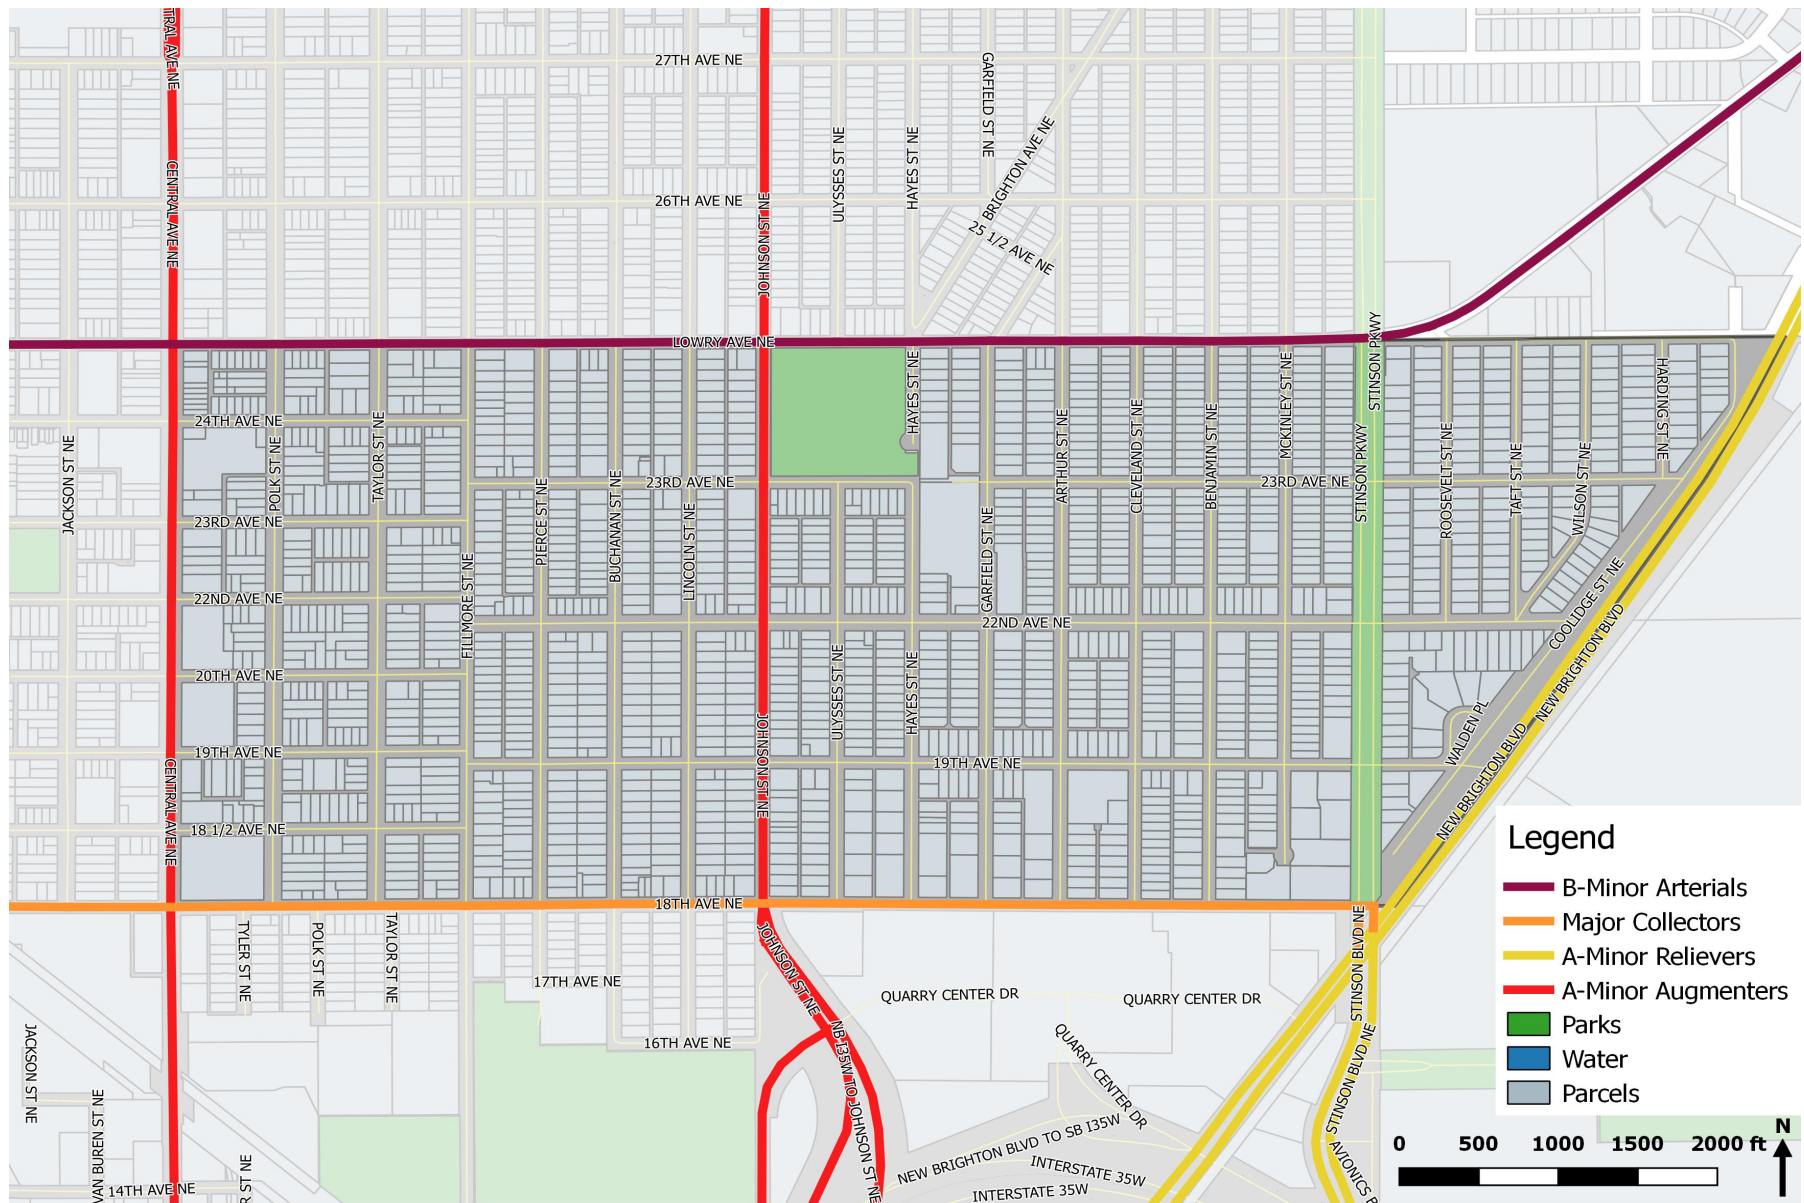 TRAL AVE NE
27TH AVE NE
GARFIELD ST NE
CENTRAL AVE NE
ULYSSES ST NE
HAYES ST NE
BRIGHTON AVE NE
26TH AVE NE
JOHNSON ST NE
25 1/2 AVE NE
LOWRY AVE NE
STINSON PKWY
HAYES ST NE
MCKINLEY ST NE
HARDING ST NE
24TH AVE NE
JACKSON ST NE
POLK ST NE
TAYLOR ST NE
ARTHUR ST NE
CLEVELAND ST NE
BENJAMIN ST NE
STINSON PKWY
ROOSEVELT ST NE
TAFT ST NE
WILSON ST NE
23RD AVE NE
23RD AVE NE
23RD AVE NE
PIERCE ST NE
BUCHANAN ST NE
LINCOLN ST NE
GARFIELD ST NE
FILLMORE ST NE
22ND AVE NE
22ND AVE NE
COOLIDGE ST NE
NEW BRIGHTON BLVD
20TH AVE NE
ULYSSES ST NE
HAYES ST NE
JOHNSON ST NE
WALDEN PL
19TH AVE NE
19TH AVE NE
CENTRAL AVE NE
NEW BRIGHTON BLVD
18 1/2 AVE NE
18TH AVE NE
TYLER ST NE
POLK ST NE
TAYLOR ST NE
JOHNSON ST NE
STINSON BLVD NE
17TH AVE NE
QUARRY CENTER DR
QUARRY CENTER DR
QUARRY CENTER DR
16TH AVE NE
NB I35W TO JOHNSON ST NE
STINSON BLVD NE
JACKSON ST NE
VAN BUREN ST NE
NEW BRIGHTON BLVD TO SB I35W
INTERSTATE 35W
INTERSTATE 35W
AVIONICS
14TH AVE NE
R ST NE
Legend
B-Minor Arterials
Major Collectors
A-Minor Relievers
A-Minor Augmenters
Parks
Water
Parcels
N
0 500 1000 1500 2000 ft